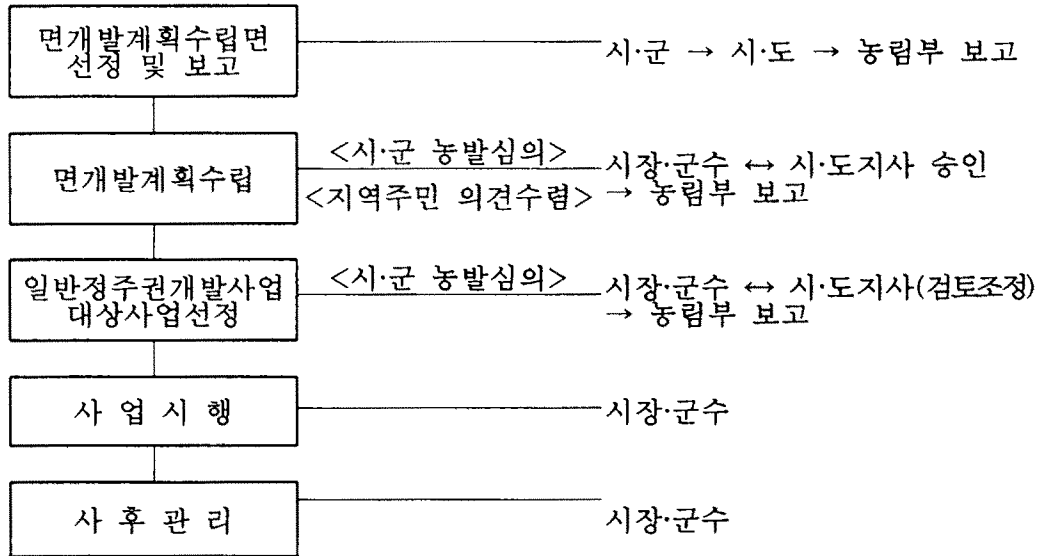 면개발계획수립면
선정 및 보고
시·군 → 시·도 → 농림부 보고
면개발계획수립
<시·군 농발심의>
<지역주민 의견수렴>
시장·군수 ↔ 시·도지사 승인
→ 농림부 보고
일반정주권개발사업
대상사업선정
<시·군 농발심의>
시장·군수 ↔ 시·도지사(검토조정)
→ 농림부 보고
사 업 시 행
시장·군수
사 후 관 리
시장·군수